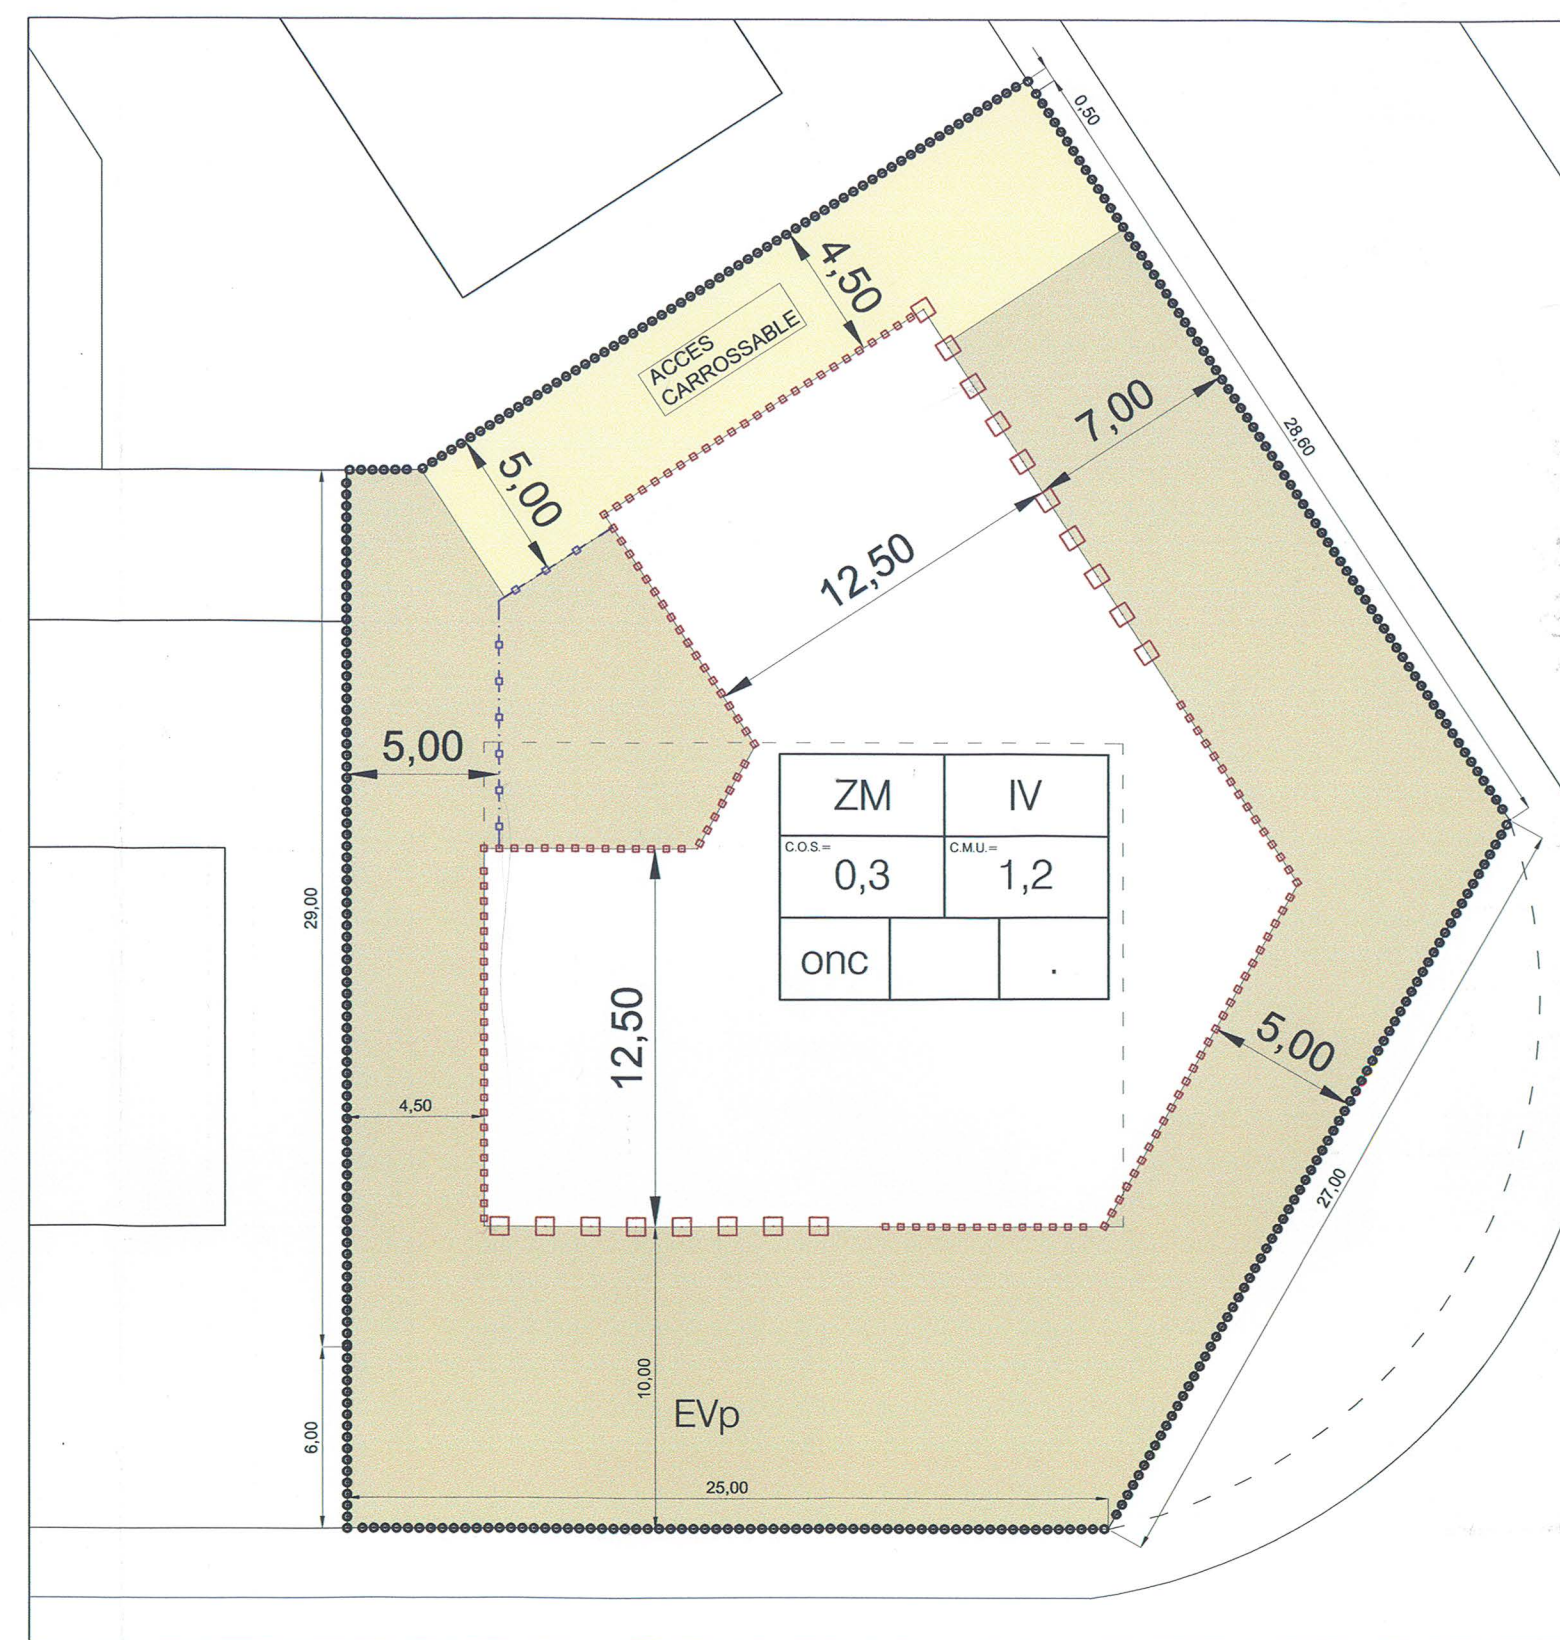 0,50
4,50
ACCES
CARROSSABLE
7,00
28,60
5,00
12,50
5,00
ZM IV
C.O.S.= 0,3 C.M.U.= 1,2
onc .
29,00
12,50
5,00
4,50
27,00
10,00
EVp
6,00
25,00